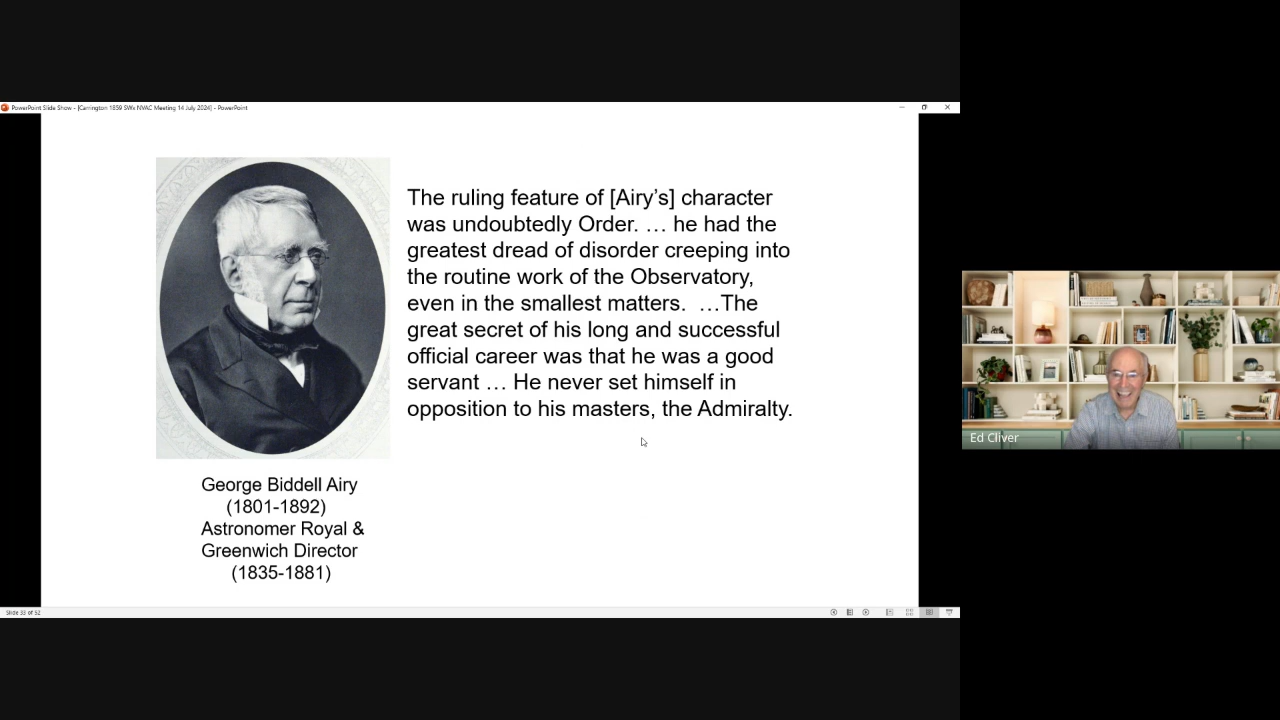 PowerPoint Slide Show - [Carrington 1859 SWx NVAC Meeting 14 July 2024] - PowerPoint
The ruling feature of [Airy’s] character
was undoubtedly Order. … he had the
greatest dread of disorder creeping into
the routine work of the Observatory,
even in the smallest matters.  …The
great secret of his long and successful
official career was that he was a good
servant … He never set himself in
opposition to his masters, the Admiralty.
George Biddell Airy
(1801-1892)
Astronomer Royal &
Greenwich Director
(1835-1881)
Ed Cliver
Slide 33 of 52